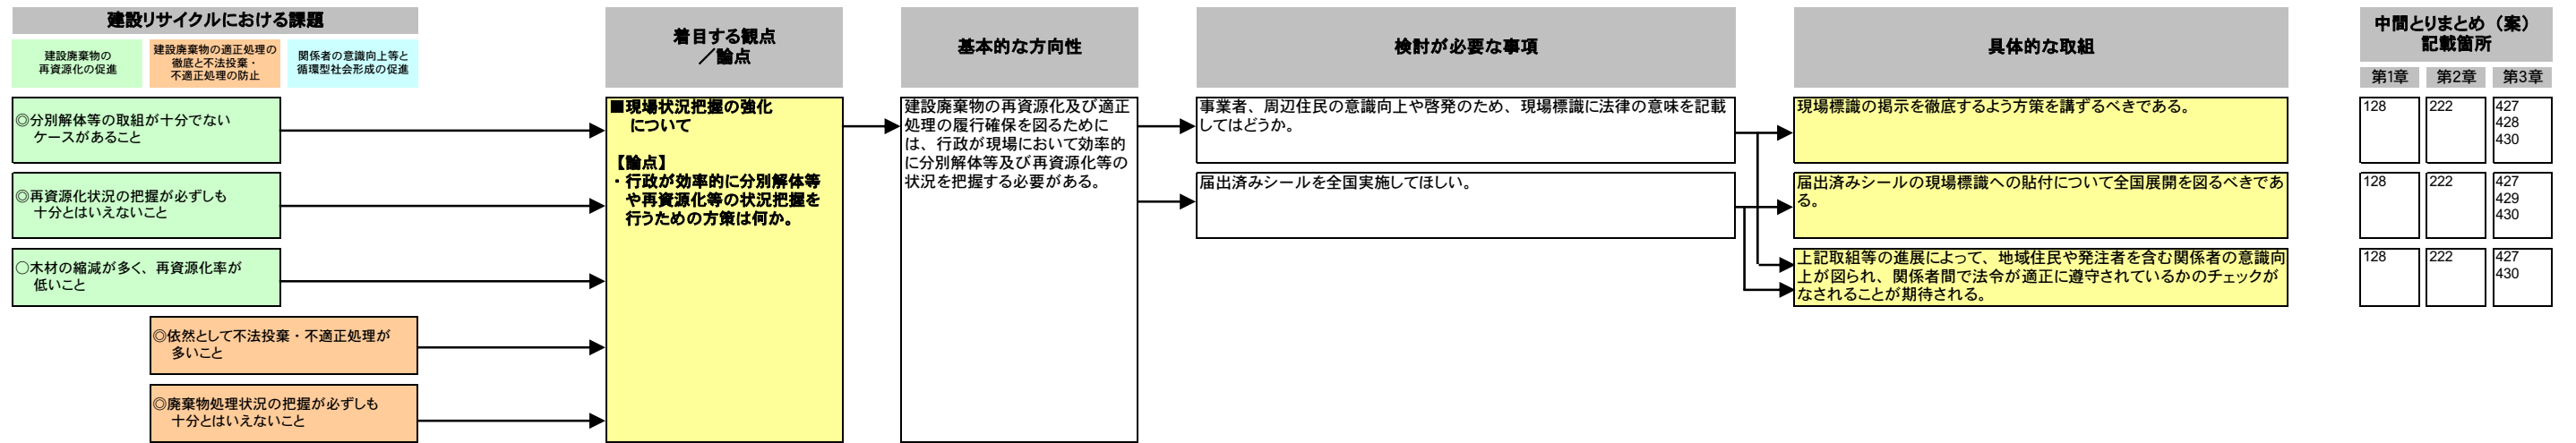 建設リサイクルにおける課題
建設廃棄物の
再資源化の促進
建設廃棄物の適正処理の
徹底と不法投棄・
不適正処理の防止
関係者の意識向上等と
循環型社会形成の促進
着目する観点
／論点
基本的な方向性
検討が必要な事項
具体的な取組
中間とりまとめ（案）
記載箇所
第1章
第2章
第3章
◎分別解体等の取組が十分でない
ケースがあること
◎再資源化状況の把握が必ずしも
十分とはいえないこと
○木材の縮減が多く、再資源化率が
低いこと
◎依然として不法投棄・不適正処理が
多いこと
◎廃棄物処理状況の把握が必ずしも
十分とはいえないこと
■現場状況把握の強化
について
【論点】
・行政が効率的に分別解体等
や再資源化等の状況把握を
行うための方策は何か。
建設廃棄物の再資源化及び適正
処理の履行確保を図るために
は、行政が現場において効率的
に分別解体等及び再資源化等の
状況を把握する必要がある。
事業者、周辺住民の意識向上や啓発のため、現場標識に法律の意味を記載
してはどうか。
届出済みシールを全国実施してほしい。
現場標識の掲示を徹底するよう方策を講ずるべきである。
届出済みシールの現場標識への貼付について全国展開を図るべきであ
る。
上記取組等の進展によって、地域住民や発注者を含む関係者の意識向
上が図られ、関係者間で法令が適正に遵守されているかのチェックが
なされることが期待される。
128
222
427
428
430
128
222
427
429
430
128
222
427
430